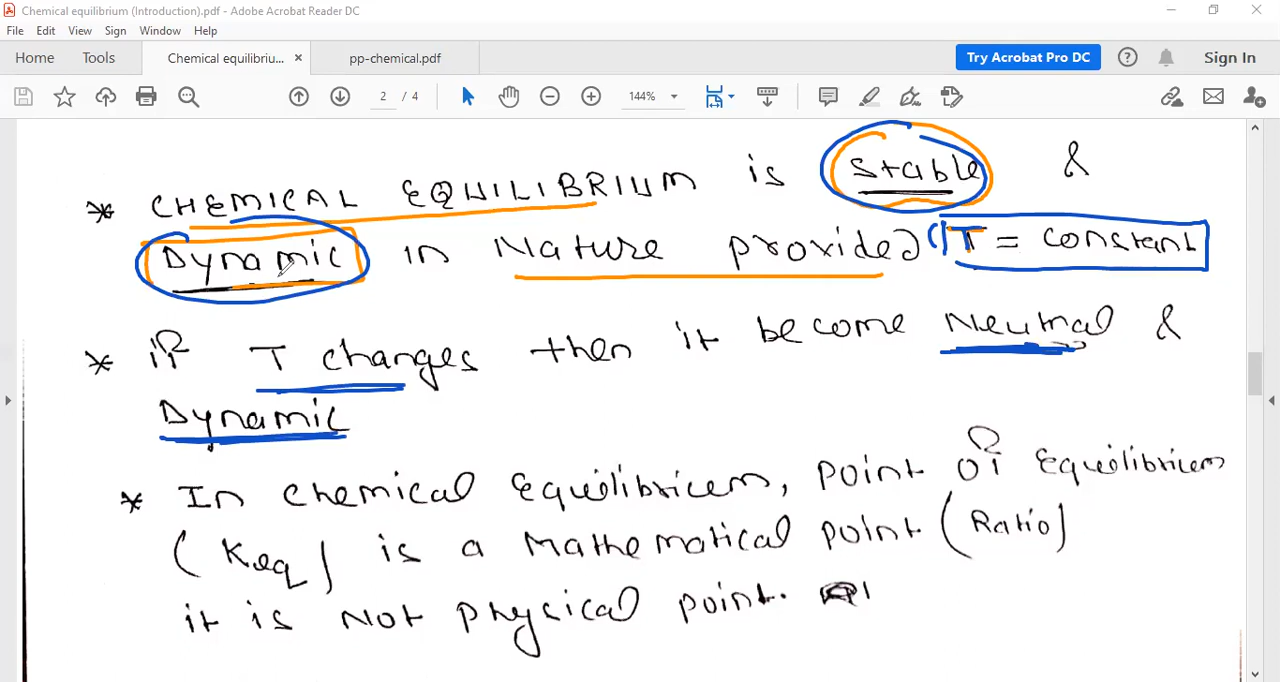 Chemical equilibrium (Introduction).pdf - Adobe Acrobat Reader DC
File Edit View Sign Window Help
Home Tools Chemical equilibriu... × pp-chemical.pdf Try Acrobat Pro DC Sign In
2 / 4 144%
* CHEMICAL EQUILIBRIUM is stable &
Dynamic in Nature provided (T = constant
* if T changes then it become Neutral &
Dynamic
* In chemical Equilibrium, point of Equilibrium
(Keq) is a Mathematical point (Ratio)
it is Not physical point.